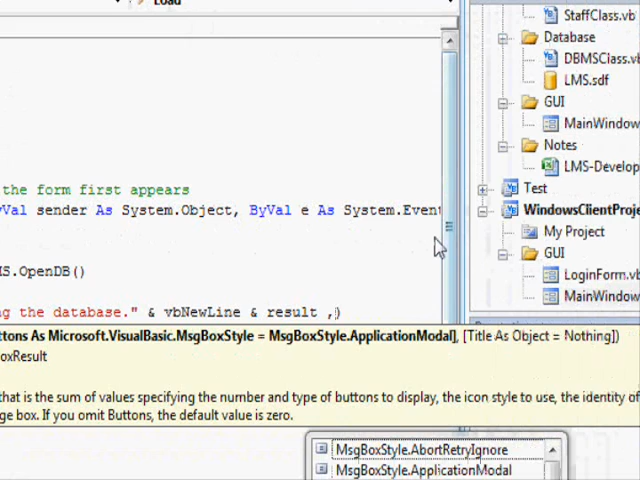 Load
the form first appears
yVal sender As System.Object, ByVal e As System.Event
MS.OpenDB()
ng the database." & vbNewLine & result ,)
ttons As Microsoft.VisualBasic.MsgBoxStyle = MsgBoxStyle.ApplicationModal], [Title As Object = Nothing])
oxResult
that is the sum of values specifying the number and type of buttons to display, the icon style to use, the identity of
ge box. If you omit Buttons, the default value is zero.
MsgBoxStyle.AbortRetryIgnore
MsgBoxStyle.ApplicationModal
StaffClass.vb
Database
DBMSClass.vb
LMS.sdf
GUI
MainWindow
Notes
LMS-Develop
Test
WindowsClientProje
My Project
GUI
LoginForm.vb
MainWindow